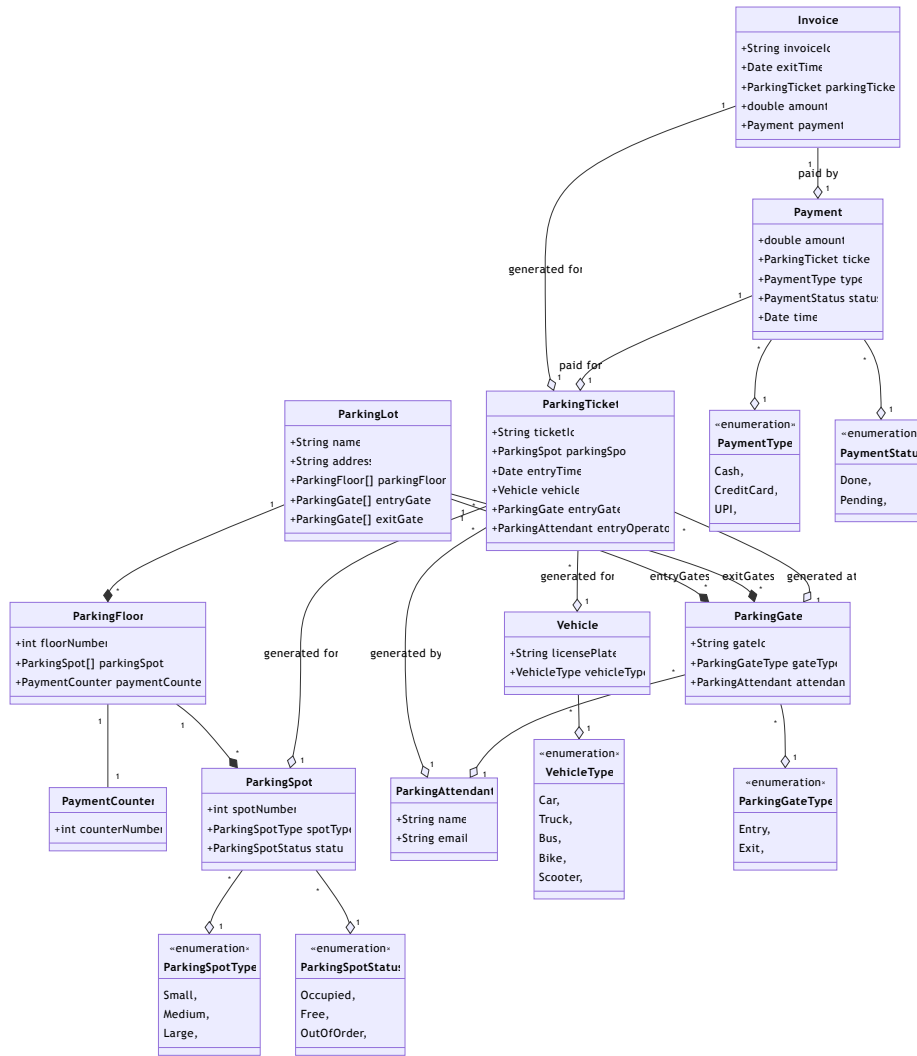 Invoice
+String invoiceId
+Date exitTime
+ParkingTicket parkingTicke
+double amount
+Payment payment
1
1
paid by
1
Payment
+double amount
+ParkingTicket ticke
+PaymentType type
+PaymentStatus status
+Date time
generated for
1
*
*
paid for
1
1
1
1
ParkingLot
+String name
+String address
+ParkingFloor[] parkingFloor
+ParkingGate[] entryGate
+ParkingGate[] exitGate
ParkingTicket
+String ticketId
+ParkingSpot parkingSpo
+Date entryTime
+Vehicle vehicle
+ParkingGate entryGate
+ParkingAttendant entryOperato
«enumeration»
PaymentType
Cash,
CreditCard,
UPI,
«enumeration
PaymentStatu
Done,
Pending,
1
*
1
*
*
*
generated for
entryGates
exitGates
generated at
*
*
*
1
1
ParkingFloor
+int floorNumber
+ParkingSpot[] parkingSpot
+PaymentCounter paymentCounte
Vehicle
+String licensePlate
+VehicleType vehicleType
ParkingGate
+String gateId
+ParkingGateType gateType
+ParkingAttendant attendan
generated for
generated by
*
1
1
*
*
*
1
1
1
1
1
1
PaymentCounter
+int counterNumber
ParkingSpot
+int spotNumber
+ParkingSpotType spotType
+ParkingSpotStatus statu
ParkingAttendant
+String name
+String email
«enumeration»
VehicleType
Car,
Truck,
Bus,
Bike,
Scooter,
«enumeration»
ParkingGateType
Entry,
Exit,
*
*
1
1
«enumeration»
ParkingSpotType
Small,
Medium,
Large,
«enumeration»
ParkingSpotStatus
Occupied,
Free,
OutOfOrder,